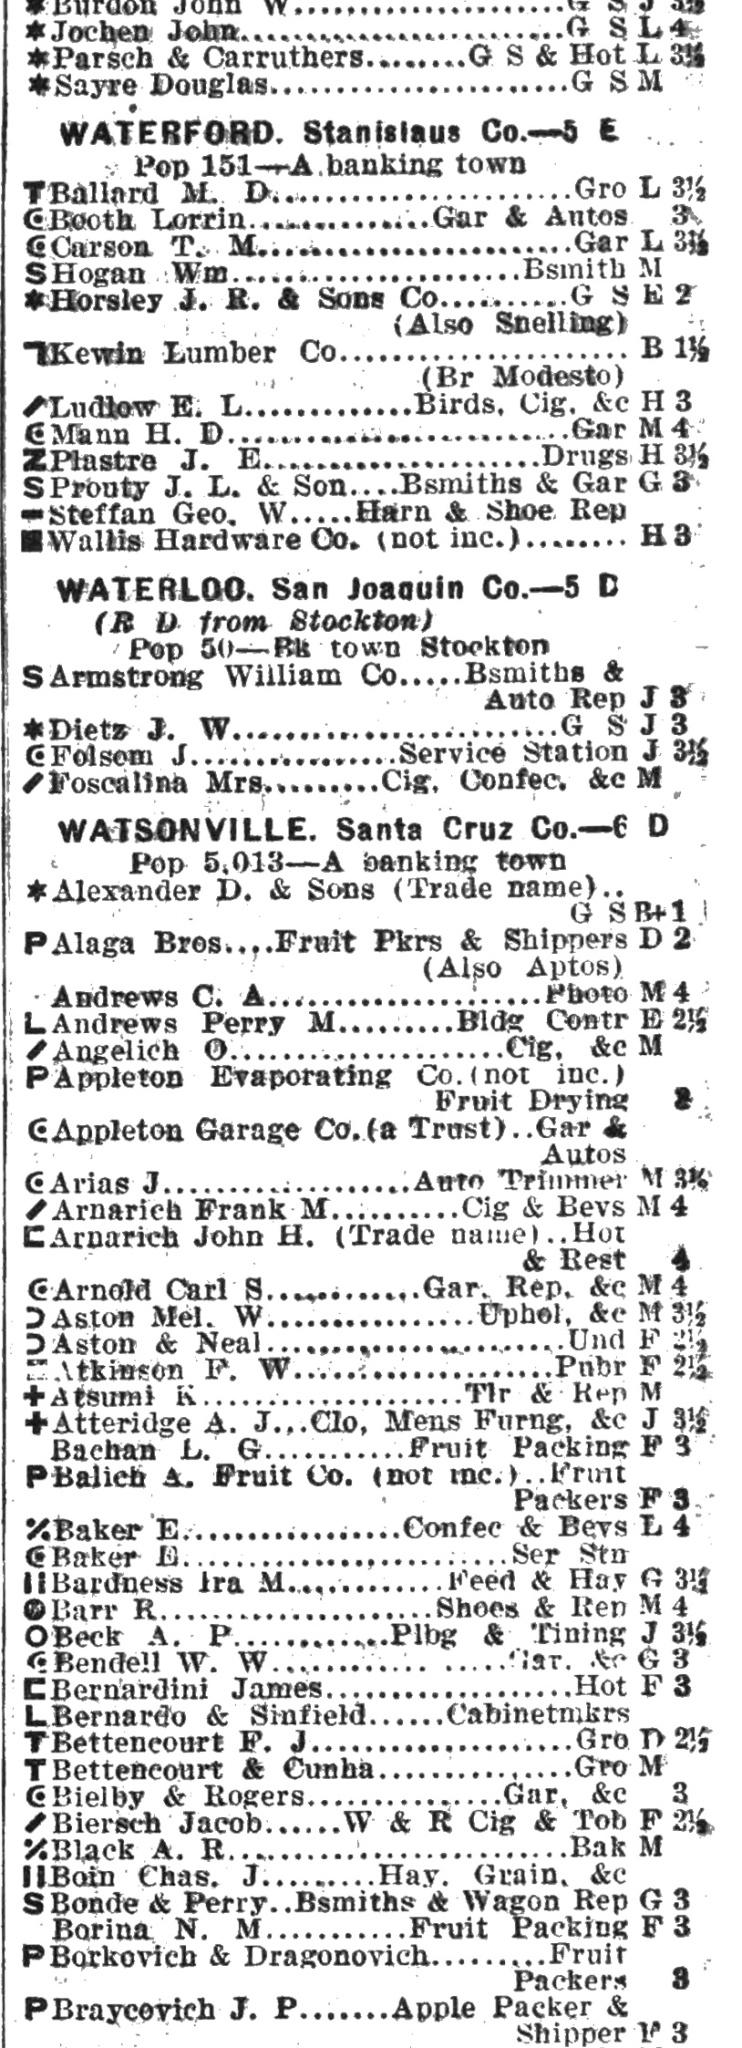 *Burdon John W....................G S J 3½
*Jochen John........................G S L 4
*Parsch & Carruthers........G S & Hot L 3½
*Sayre Douglas......................G S M
WATERFORD. Stanislaus Co.—5 E
Pop 151—A banking town
T Ballard M. D......................Gro L 3½
C Booth Lorrin.............Gar & Autos 3
C Carson T. M.......................Gar L 3½
S Hogan Wm......................Bsmith M
*Horsley J. R. & Sons Co..........G S E 2
(Also Snelling)
Kewin Lumber Co...................... B 1½
(Br Modesto)
Ludlow E. L.............Birds, Cig, &c H 3
C Mann H. D.........................Gar M 4
Z Plastre J. E....................Drugs H 3½
S Prouty J. L. & Son....Bsmiths & Gar G 3
Steffan Geo. W.....Harn & Shoe Rep
Wallis Hardware Co. (not inc.)........ H 3
WATERLOO. San Joaquin Co.—5 D
(R D from Stockton)
Pop 50—Bk town Stockton
S Armstrong William Co.....Bsmiths &
Auto Rep J 3
*Dietz J. W........................G S J 3
C Folsom J...............Service Station J 3½
Foscalina Mrs.........Cig, Confec, &c M
WATSONVILLE. Santa Cruz Co.—6 D
Pop 5,013—A banking town
*Alexander D. & Sons (Trade name)..
G S B+1
P Alaga Bros....Fruit Pkrs & Shippers D 2
(Also Aptos)
Andrews C. A....................Photo M 4
L Andrews Perry M.........Bldg Contr E 2½
Angelich O....................Cig, &c M
P Appleton Evaporating Co. (not inc.)
Fruit Drying 2
C Appleton Garage Co. (a Trust)..Gar &
Autos
C Arias J..................Auto Trimmer M 3½
Arnarich Frank M..........Cig & Bevs M 4
Arnarich John H. (Trade name)..Hot
& Rest 4
C Arnold Carl S............Gar, Rep, &c M 4
Aston Mel. W................Uphol, &c M 3½
Aston & Neal.......................Und F 2½
Atkinson F. W...................Pubr F 2½
+Atsumi K....................Tlr & Rep M
+Atteridge A. J...Clo, Mens Furng, &c J 3½
Bachan L. G...........Fruit Packing F 3
P Balich A. Fruit Co. (not inc.)..Fruit
Packers F 3
Baker E.................Confec & Bevs L 4
C Baker E.........................Ser Stn
Bardness Ira M............Feed & Hay G 3½
Barr R....................Shoes & Rep M 4
O Beck A. P............Plbg & Tining J 3½
C Bendell W. W.................Gar, &c G 3
Bernardini James..................Hot F 3
L Bernardo & Sinfield......Cabinetmkrs
T Bettencourt F. J..................Gro D 2½
T Bettencourt & Cunha.............Gro M
C Bielby & Rogers...............Gar, &c 3
Biersch Jacob......W & R Cig & Tob F 2½
Black A. R........................Bak M
Boin Chas. J.........Hay, Grain, &c
S Bonde & Perry..Bsmiths & Wagon Rep G 3
Borina N. M...........Fruit Packing F 3
P Borkovich & Dragonovich.........Fruit
Packers 3
P Braycovich J. P.......Apple Packer &
Shipper F 3